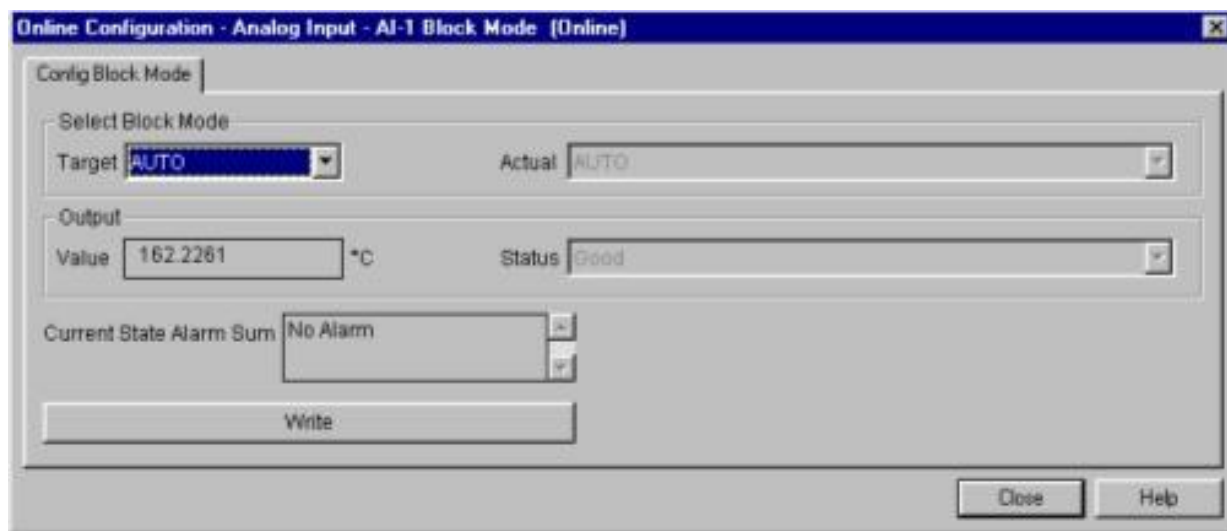 Online Configuration - Analog Input - AI-1 Block Mode (Online)
Config Block Mode
Select Block Mode
Target AUTO Actual AUTO
Output
Value 162.2261 °C Status Good
Current State Alarm Sum No Alarm
Write
Close Help